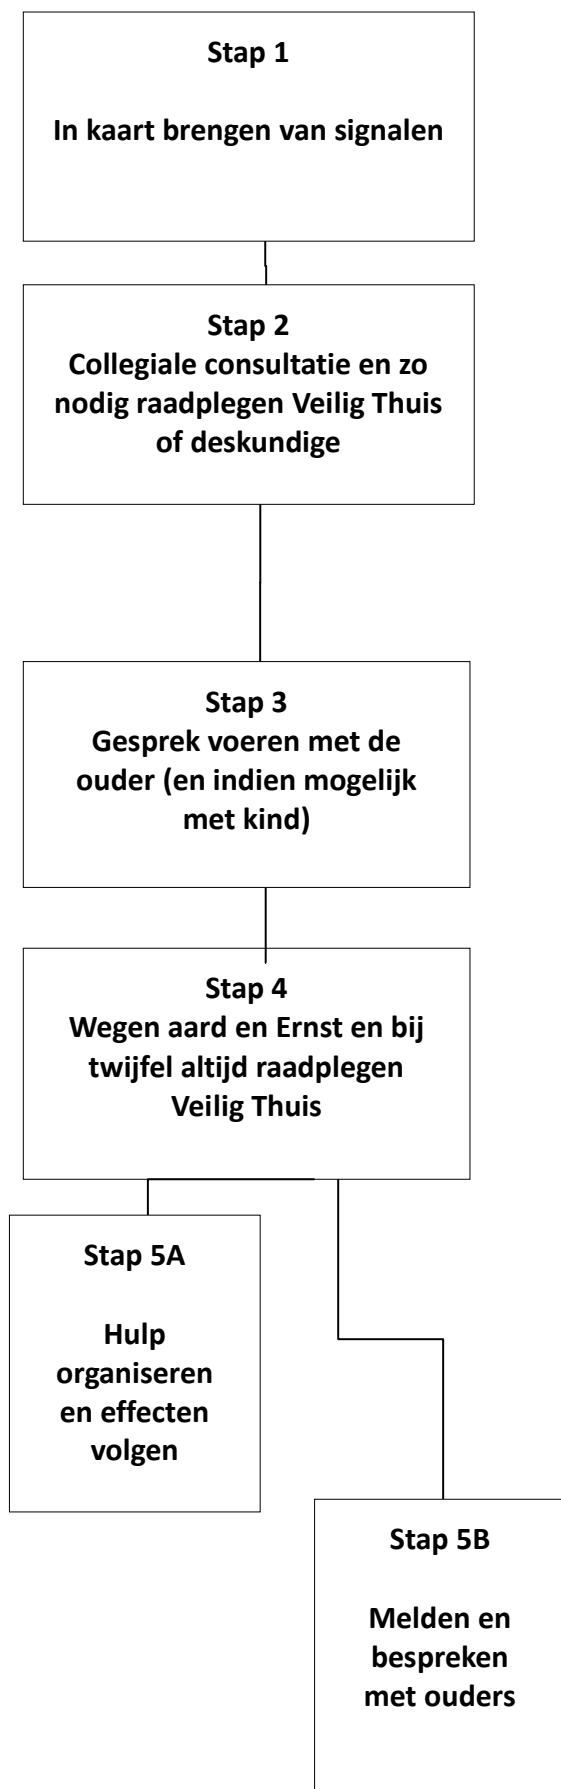 Stap 1
In kaart brengen van signalen
Stap 2
Collegiale consultatie en zo
nodig raadplegen Veilig Thuis
of deskundige
Stap 3
Gesprek voeren met de
ouder (en indien mogelijk
met kind)
Stap 4
Wegen aard en Ernst en bij
twijfel altijd raadplegen
Veilig Thuis
Stap 5A
Hulp
organiseren
en effecten
volgen
Stap 5B
Melden en
bespreken
met ouders